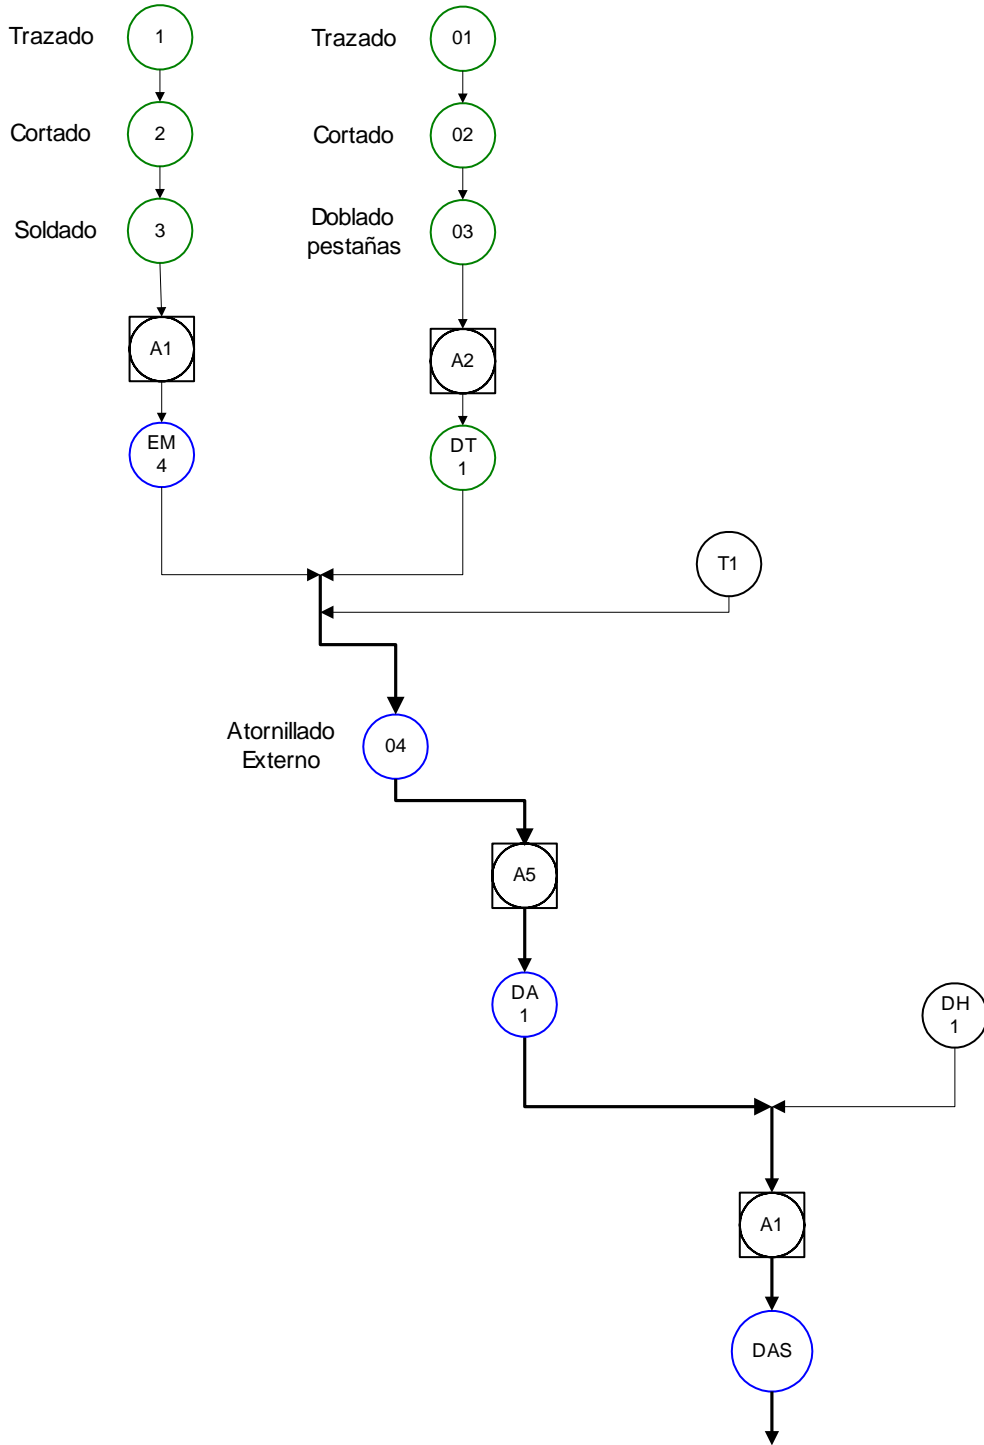 Trazado
1
Trazado
01
Cortado
2
Cortado
02
Soldado
3
Doblado
pestañas
03
A1
A2
EM
4
DT
1
T1
Atornillado
Externo
04
A5
DA
1
DH
1
A1
DAS